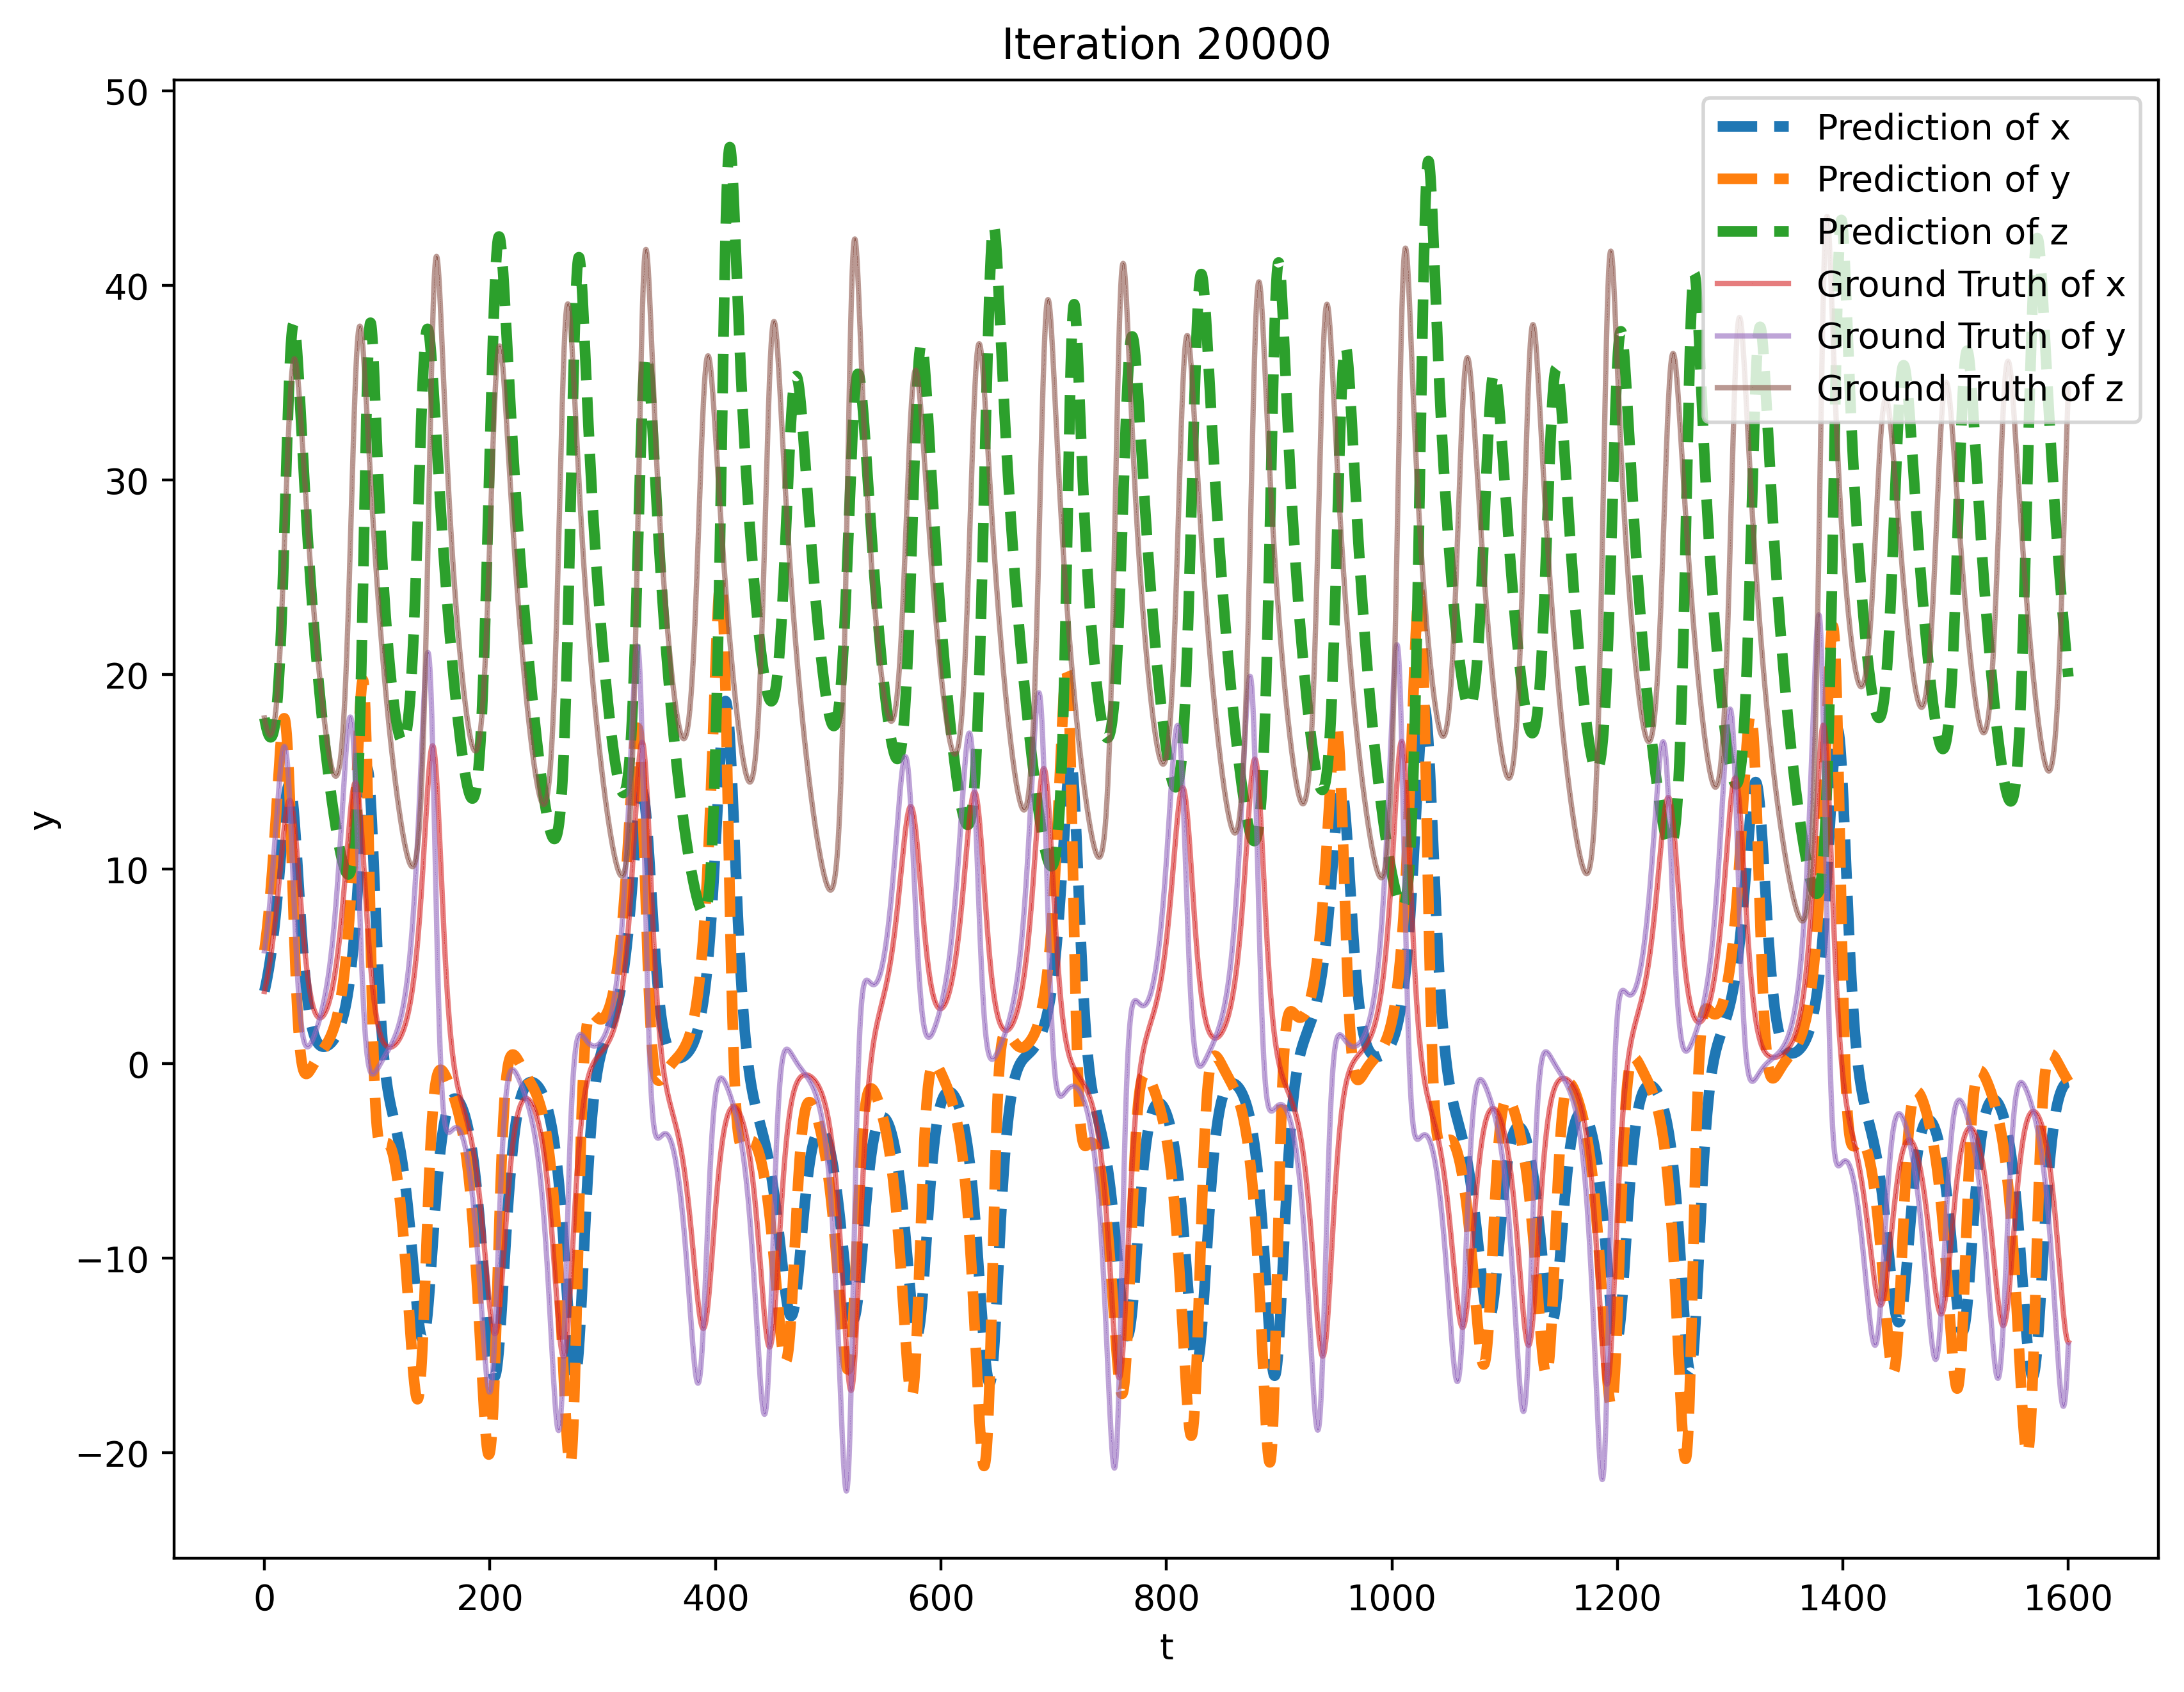 Iteration 20000
50
40
30
20
10
0
−10
−20
y
0 200 400 600 800 1000 1200 1400 1600
t
Prediction of x
Prediction of y
Prediction of z
Ground Truth of x
Ground Truth of y
Ground Truth of z